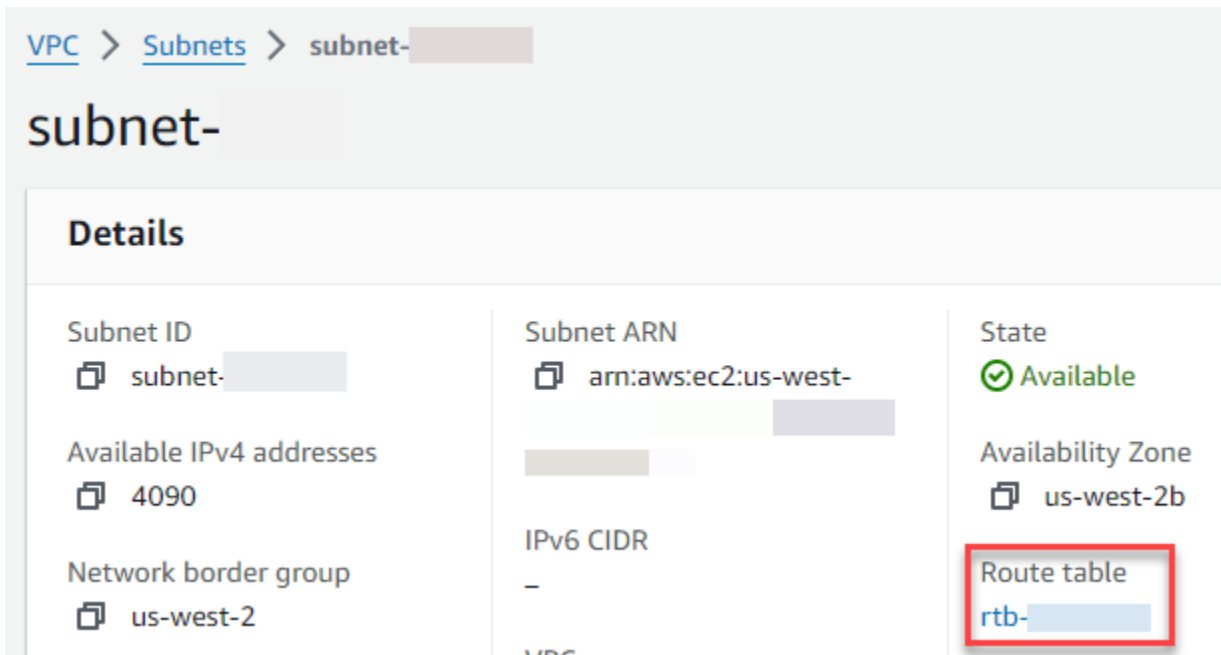 VPC > Subnets > subnet-
subnet-
Details
Subnet ID
subnet-
Available IPv4 addresses
4090
Network border group
us-west-2
Subnet ARN
arn:aws:ec2:us-west-
IPv6 CIDR
–
VPC
State
Available
Availability Zone
us-west-2b
Route table
rtb-